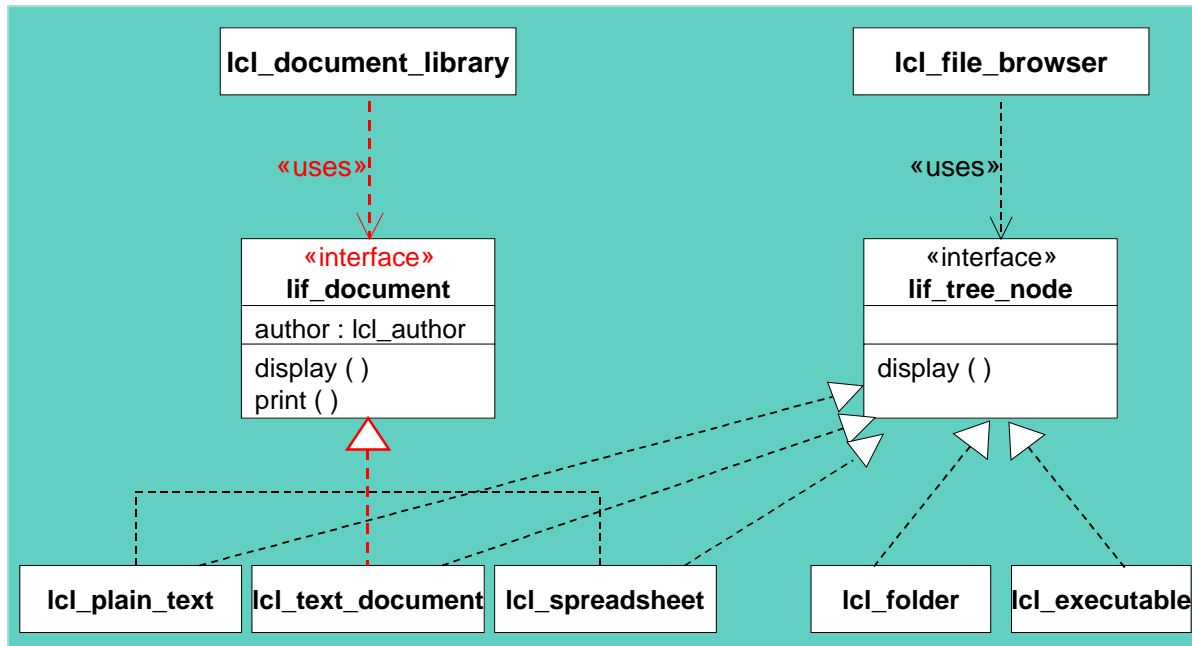 lcl_document_library
lcl_file_browser
«uses»
«uses»
«interface»
lif_document
author : lcl_author
display ( )
print ( )
«interface»
lif_tree_node
display ( )
lcl_plain_text
lcl_text_document
lcl_spreadsheet
lcl_folder
lcl_executable